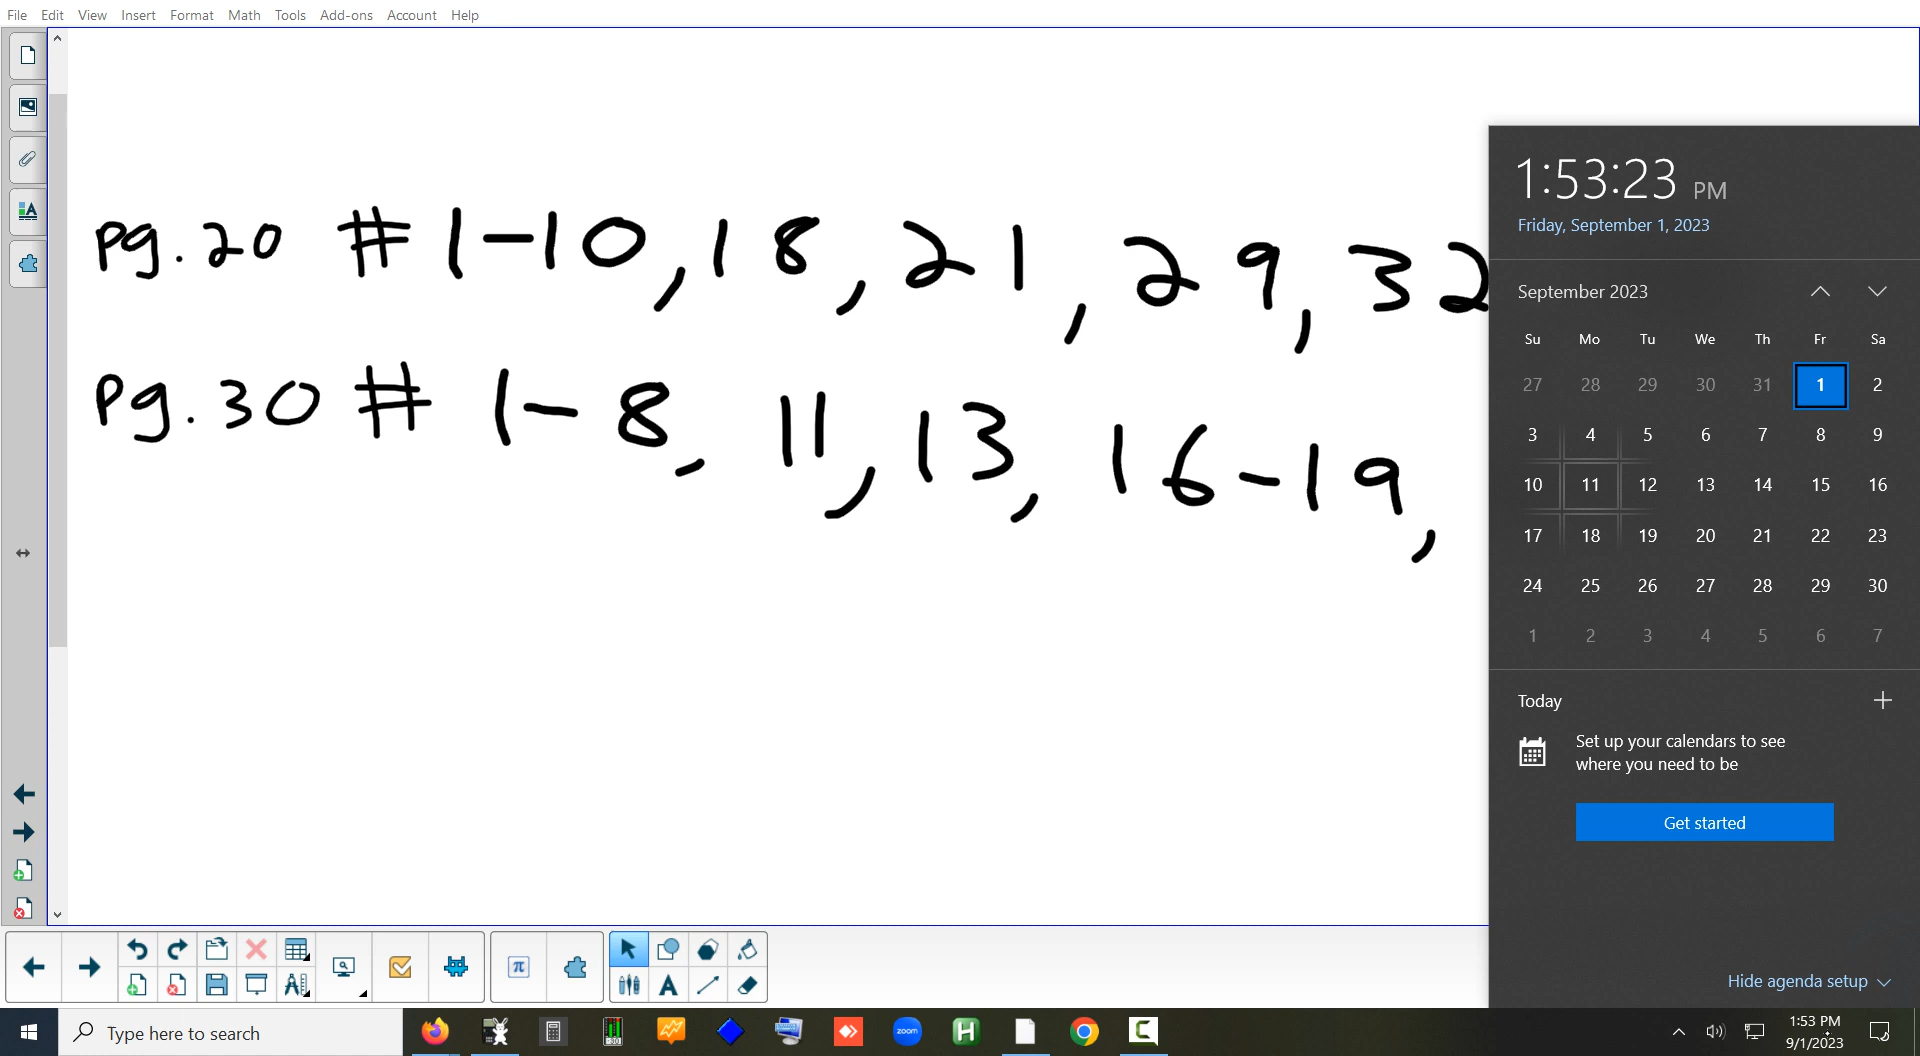 File Edit View Insert Format Math Tools Add-ons Account Help
pg. 20 # 1-10, 18, 21, 29, 32
pg. 30 # 1-8, 11, 13, 16-19,
1:53:23 PM
Friday, September 1, 2023
September 2023
Su Mo Tu We Th Fr Sa
27 28 29 30 31 1 2
3 4 5 6 7 8 9
10 11 12 13 14 15 16
17 18 19 20 21 22 23
24 25 26 27 28 29 30
1 2 3 4 5 6 7
Today
Set up your calendars to see
where you need to be
Get started
Hide agenda setup
π
A
Type here to search
zoom
H
C
1:53 PM
9/1/2023